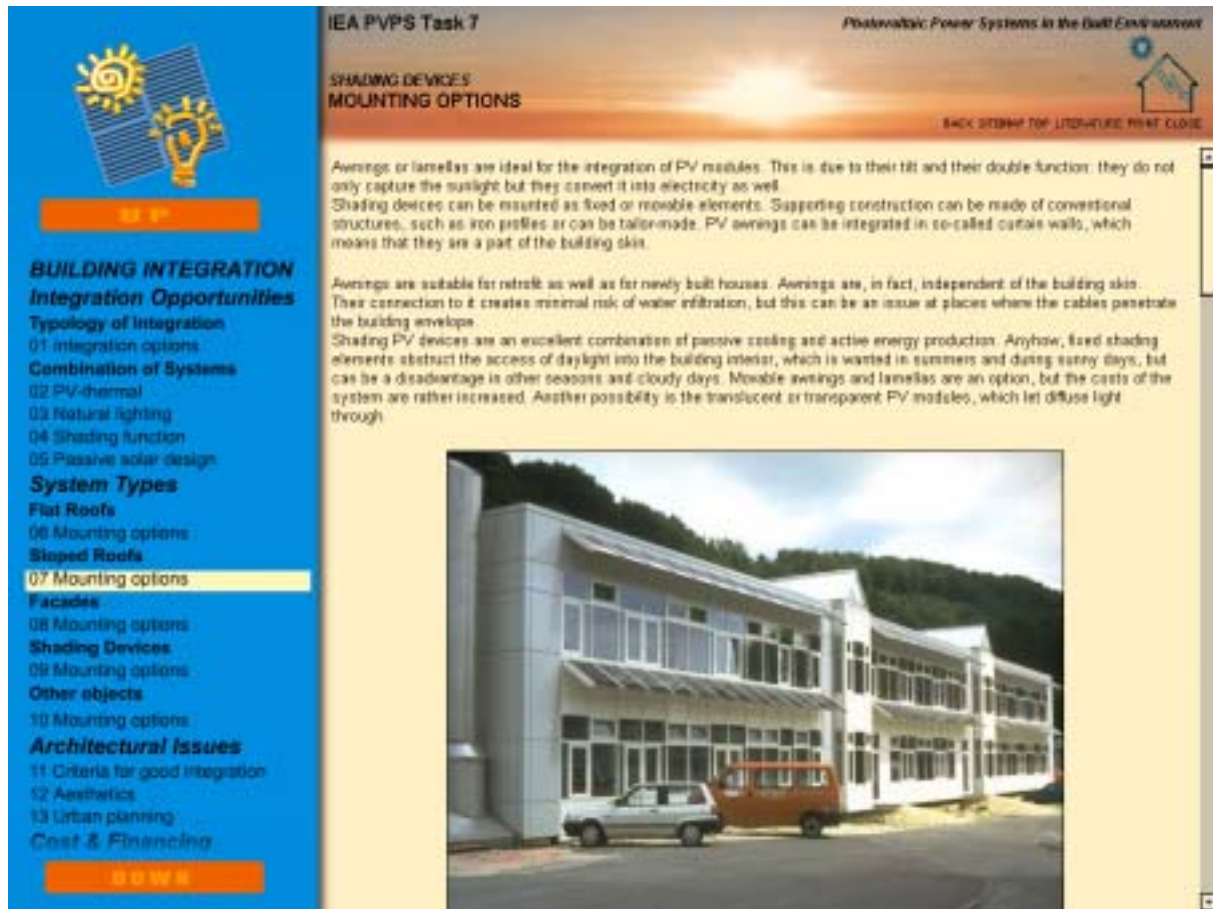 IEA PVPS Task 7
Photovoltaic Power Systems in the Built Environment
SHADING DEVICES
MOUNTING OPTIONS
BACK SITEMAP TOP LITERATURE PRINT CLOSE
UP
BUILDING INTEGRATION
Integration Opportunities
Typology of Integration
01 integration options
Combination of Systems
02 PV-thermal
03 Natural lighting
04 Shading function
05 Passive solar design
System Types
Flat Roofs
06 Mounting options
Sloped Roofs
07 Mounting options
Facades
08 Mounting options
Shading Devices
09 Mounting options
Other objects
10 Mounting options
Architectural Issues
11 Criteria for good integration
12 Aesthetics
13 Urban planning
Cost & Financing
DOWN
Awnings or lamellas are ideal for the integration of PV modules. This is due to their tilt and their double function: they do not
only capture the sunlight but they convert it into electricity as well.
Shading devices can be mounted as fixed or movable elements. Supporting construction can be made of conventional
structures, such as iron profiles or can be tailor-made. PV awnings can be integrated in so-called curtain walls, which
means that they are a part of the building skin.
Awnings are suitable for retrofit as well as for newly built houses. Awnings are, in fact, independent of the building skin.
Their connection to it creates minimal risk of water infiltration, but this can be an issue at places where the cables penetrate
the building envelope.
Shading PV devices are an excellent combination of passive cooling and active energy production. Anyhow, fixed shading
elements obstruct the access of daylight into the building interior, which is wanted in summers and during sunny days, but
can be a disadvantage in other seasons and cloudy days. Movable awnings and lamellas are an option, but the costs of the
system are rather increased. Another possibility is the translucent or transparent PV modules, which let diffuse light
through.